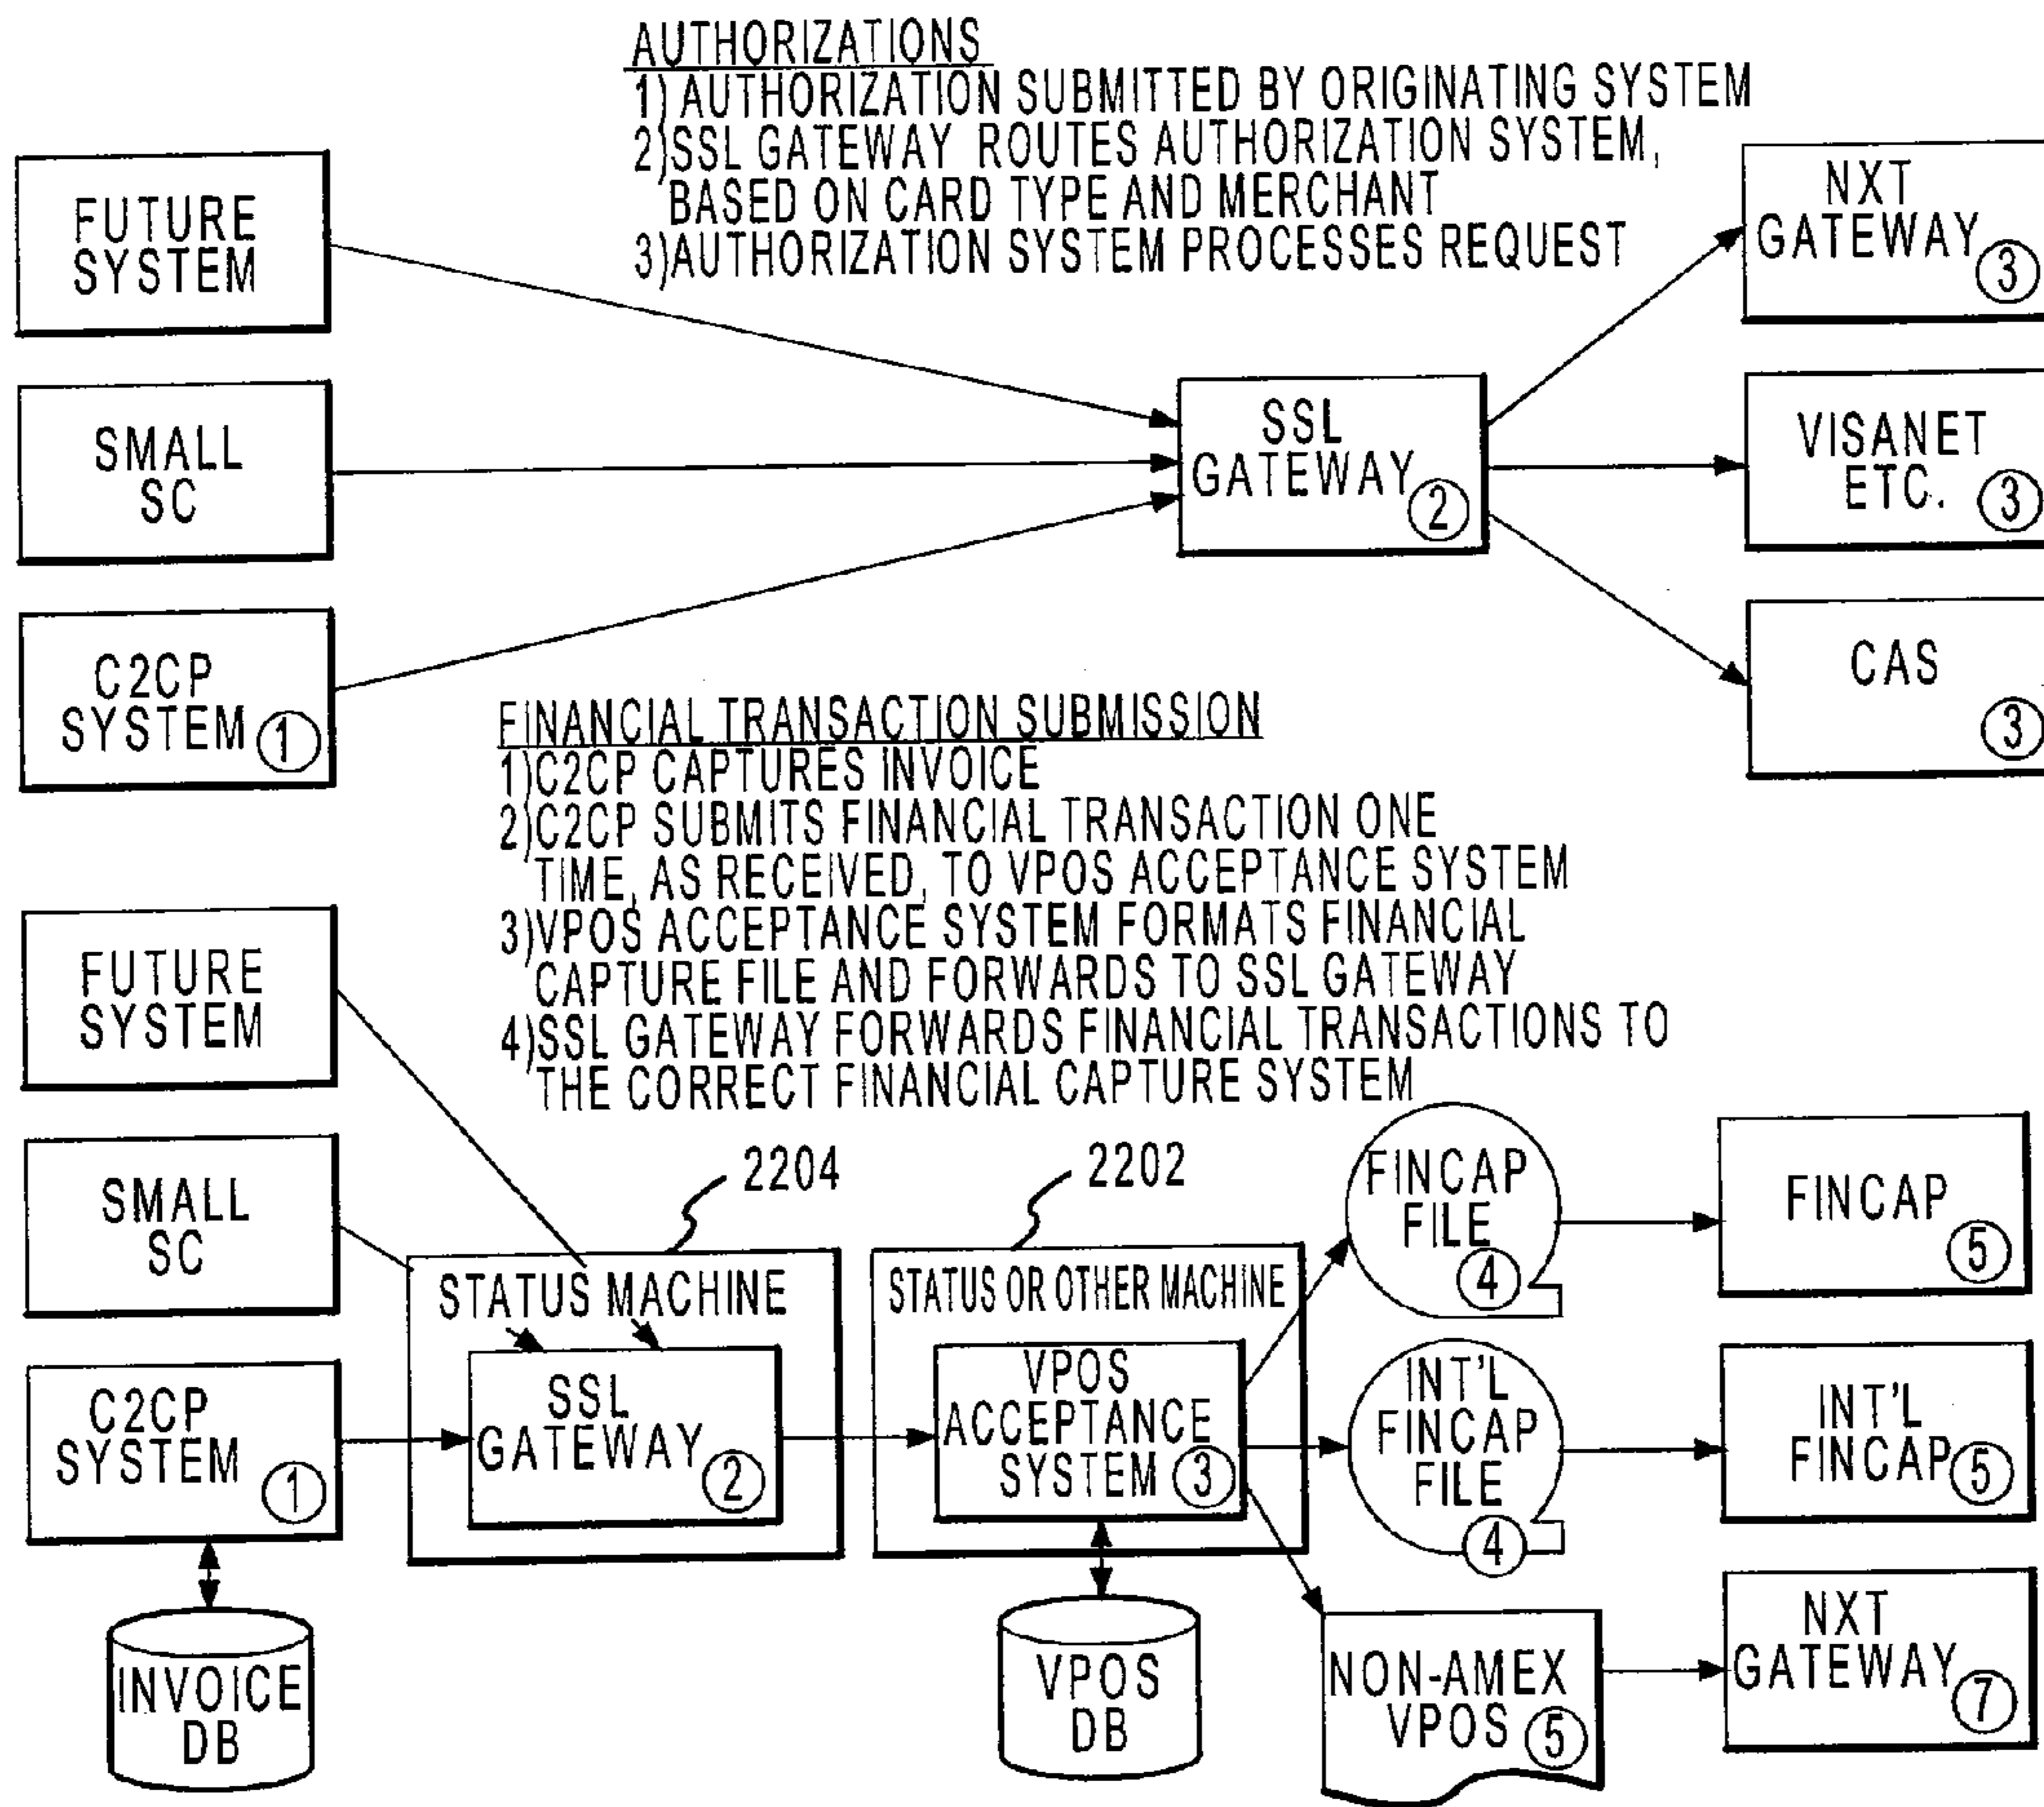 AUTHORIZATIONS
1) AUTHORIZATION SUBMITTED BY ORIGINATING SYSTEM
2)SSL GATEWAY ROUTES AUTHORIZATION SYSTEM,
BASED ON CARD TYPE AND MERCHANT
3)AUTHORIZATION SYSTEM PROCESSES REQUEST
FUTURE
SYSTEM
SMALL
SC
C2CP
SYSTEM 1
SSL
GATEWAY 2
NXT
GATEWAY 3
VISANET
ETC. 3
CAS
3
FINANCIAL TRANSACTION SUBMISSION
1)C2CP CAPTURES INVOICE
2)C2CP SUBMITS FINANCIAL TRANSACTION ONE
TIME, AS RECEIVED, TO VPOS ACCEPTANCE SYSTEM
3)VPOS ACCEPTANCE SYSTEM FORMATS FINANCIAL
CAPTURE FILE AND FORWARDS TO SSL GATEWAY
4)SSL GATEWAY FORWARDS FINANCIAL TRANSACTIONS TO
THE CORRECT FINANCIAL CAPTURE SYSTEM
FUTURE
SYSTEM
SMALL
SC
C2CP
SYSTEM 1
INVOICE
DB
2204
STATUS MACHINE
SSL
GATEWAY 2
2202
STATUS OR OTHER MACHINE
VPOS
ACCEPTANCE
SYSTEM 3
VPOS
DB
FINCAP
FILE
4
INT'L
FINCAP
FILE
4
NON-AMEX
VPOS 5
FINCAP
5
INT'L
FINCAP 5
NXT
GATEWAY 7